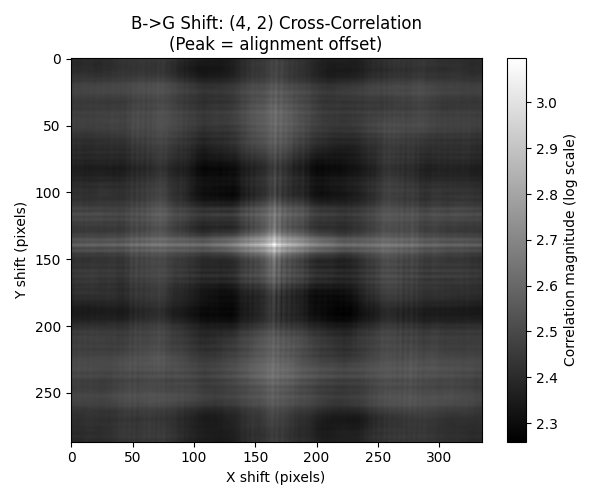 B->G Shift: (4, 2) Cross-Correlation
(Peak = alignment offset)
0
50
100
150
200
250
Y shift (pixels)
0 50 100 150 200 250 300
X shift (pixels)
3.0
2.9
2.8
2.7
2.6
2.5
2.4
2.3
Correlation magnitude (log scale)